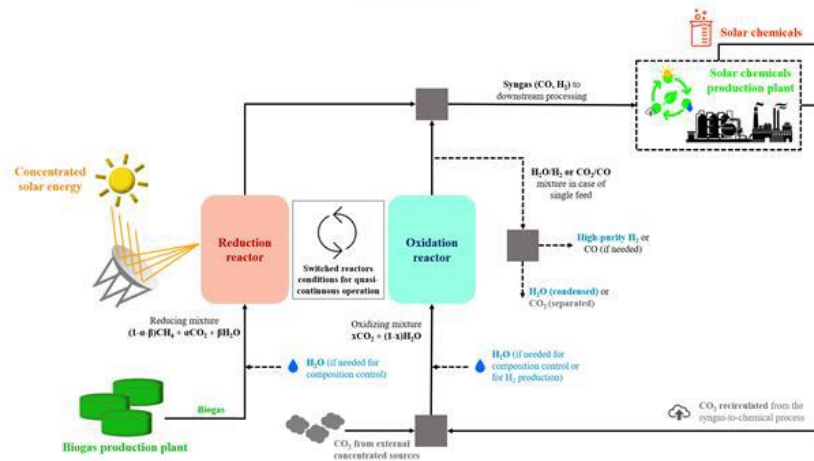 Solar chemicals
Solar chemicals
production plant
Syngas (CO, H₂) to
downstream processing
Concentrated
solar energy
H₂O/H₂ or CO₂/CO
mixture in case of
single feed
Reduction
reactor
Switched reactors
conditions for quasi-
continuous operation
Oxidation
reactor
High-purity H₂ or
CO (if needed)
H₂O (condensed) or
CO₂ (separated)
Reducing mixture
(1-α-β)CH₄ + αCO₂ + βH₂O
Oxidizing mixture
xCO₂ + (1-x)H₂O
H₂O (if needed for
composition control)
H₂O (if needed for
composition control or
for H₂ production)
Biogas
Biogas production plant
CO₂ from external
concentrated sources
CO₂ recirculated from the
syngas-to-chemical process